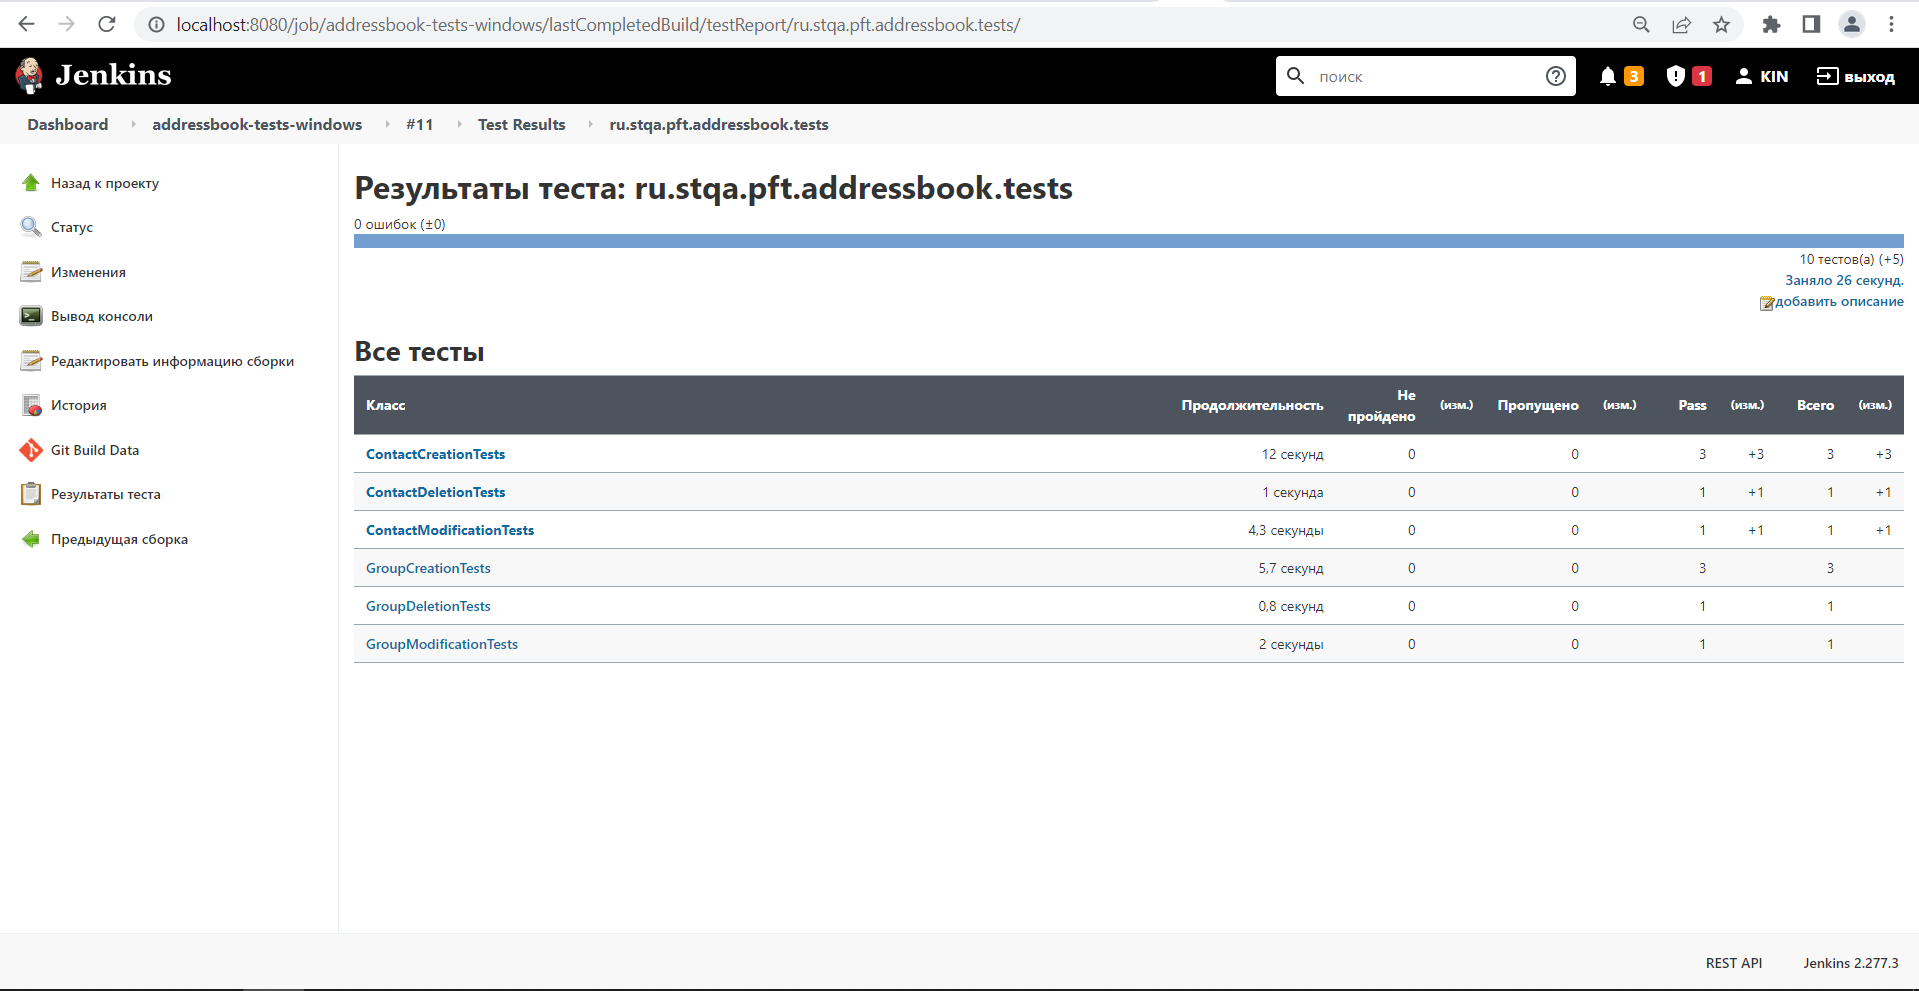 localhost:8080/job/addressbook-tests-windows/lastCompletedBuild/testReport/ru.stqa.pft.addressbook.tests/
Jenkins
поиск
3
1
KIN
выход
Dashboard
addressbook-tests-windows
#11
Test Results
ru.stqa.pft.addressbook.tests
Назад к проекту
Статус
Изменения
Вывод консоли
Редактировать информацию сборки
История
Git Build Data
Результаты теста
Предыдущая сборка
Результаты теста: ru.stqa.pft.addressbook.tests
0 ошибок (±0)
10 тестов(а) (+5)
Заняло 26 секунд.
добавить описание
Все тесты
Класс Продолжительность Не пройдено (изм.) Пропущено (изм.) Pass (изм.) Всего (изм.)
ContactCreationTests 12 секунд 0 0 3 +3 3 +3
ContactDeletionTests 1 секунда 0 0 1 +1 1 +1
ContactModificationTests 4,3 секунды 0 0 1 +1 1 +1
GroupCreationTests 5,7 секунд 0 0 3 3
GroupDeletionTests 0,8 секунд 0 0 1 1
GroupModificationTests 2 секунды 0 0 1 1
REST API
Jenkins 2.277.3